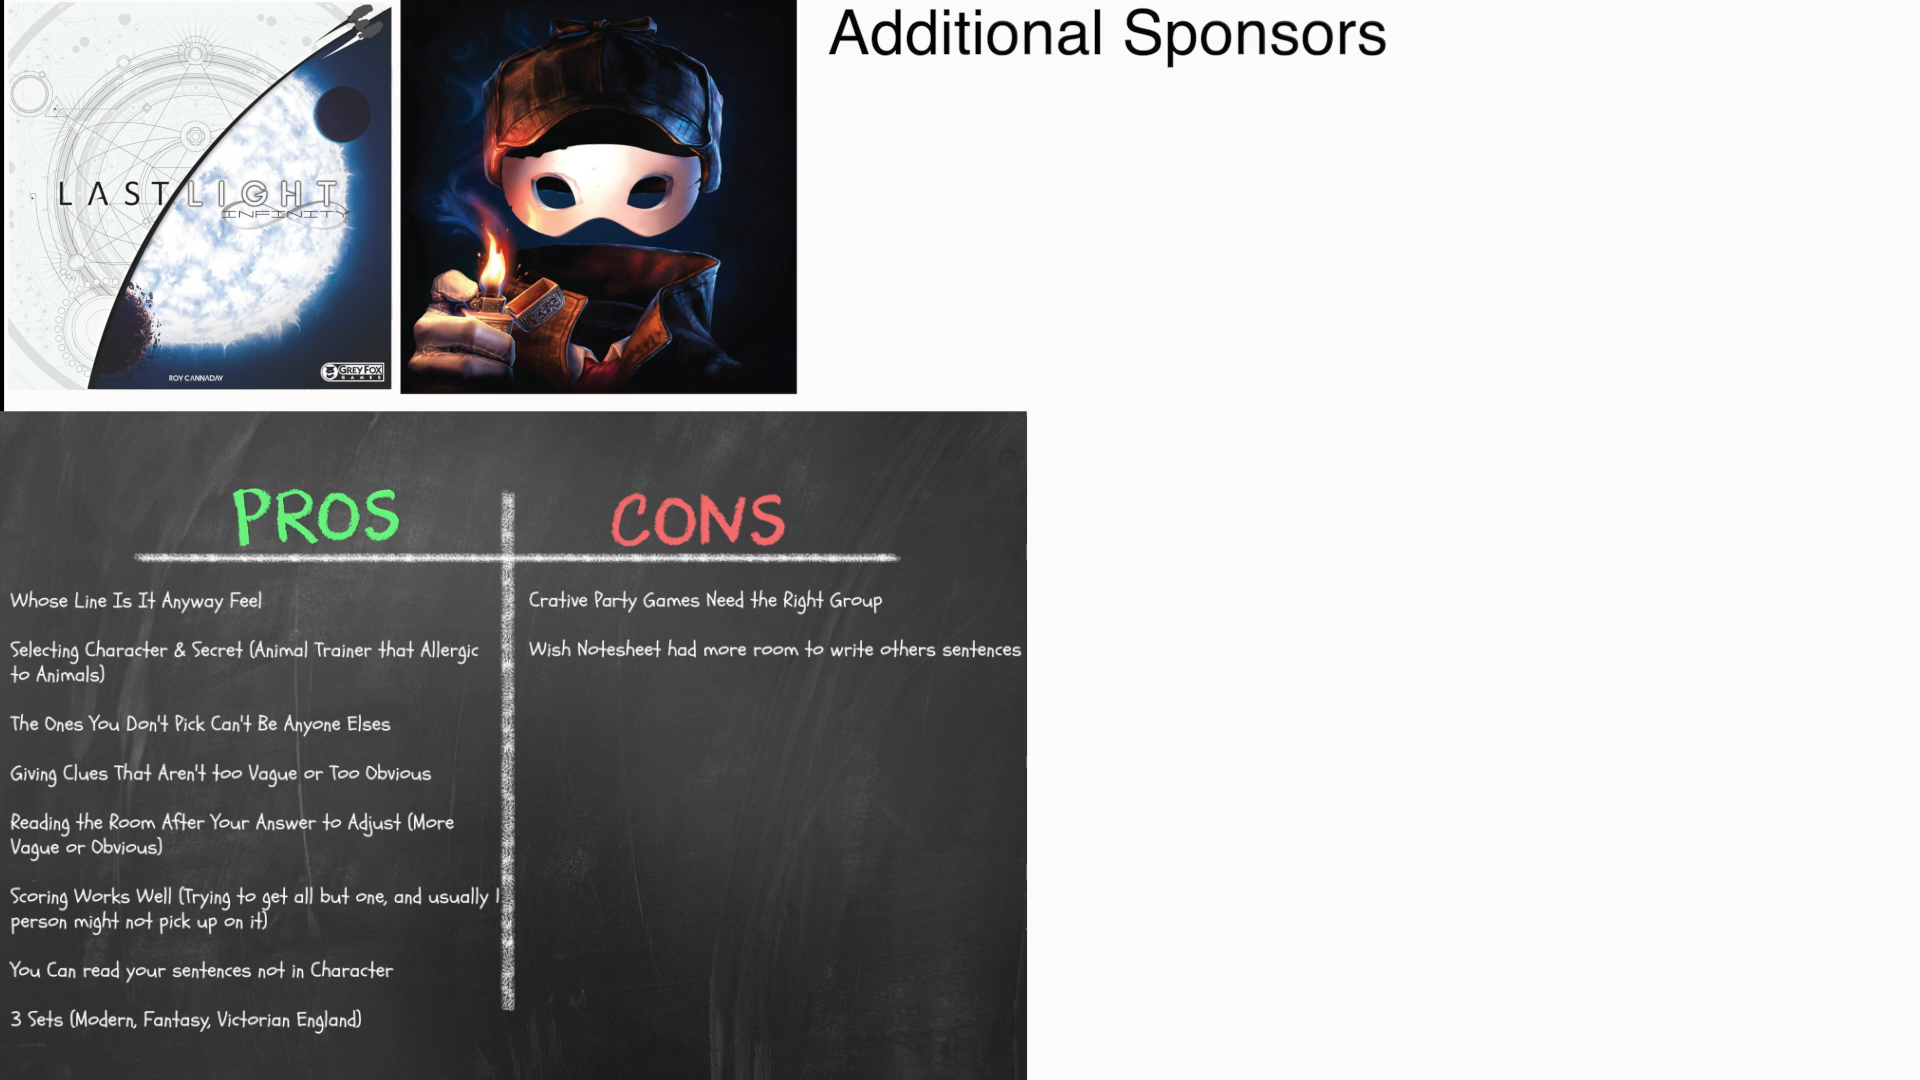 LAST LIGHT
INFINITY
ROY CANNADAY
GREY FOX
GAMES
Additional Sponsors
PROS
Whose Line Is It Anyway Feel
Selecting Character & Secret (Animal Trainer that Allergic
to Animals)
The Ones You Don't Pick Can't Be Anyone Elses
Giving Clues That Aren't too Vague or Too Obvious
Reading the Room After Your Answer to Adjust (More
Vague or Obvious)
Scoring Works Well (Trying to get all but one, and usually 1
person might not pick up on it)
You Can read your sentences not in Character
3 Sets (Modern, Fantasy, Victorian England)
CONS
Crative Party Games Need the Right Group
Wish Notesheet had more room to write others sentences